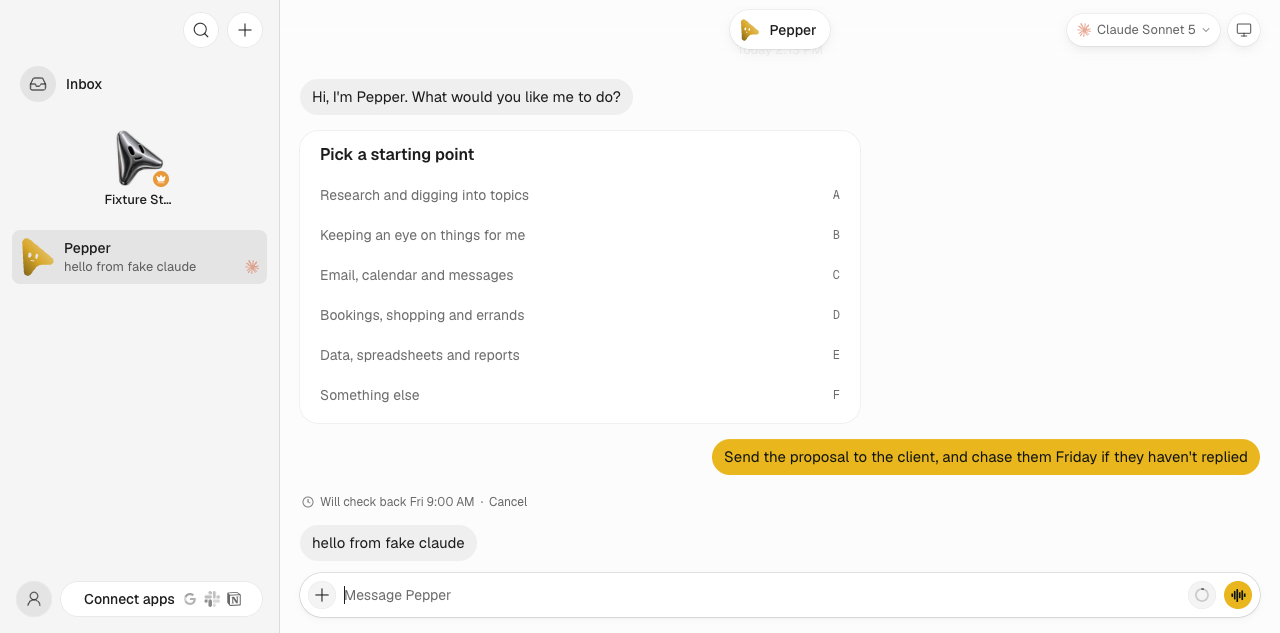 Pepper
Claude Sonnet 5
Today 2:15 PM
Inbox
Fixture St...
Pepper
hello from fake claude
Hi, I'm Pepper. What would you like me to do?
Pick a starting point
Research and digging into topics A
Keeping an eye on things for me B
Email, calendar and messages C
Bookings, shopping and errands D
Data, spreadsheets and reports E
Something else F
Send the proposal to the client, and chase them Friday if they haven't replied
Will check back Fri 9:00 AM · Cancel
hello from fake claude
Message Pepper
Connect apps